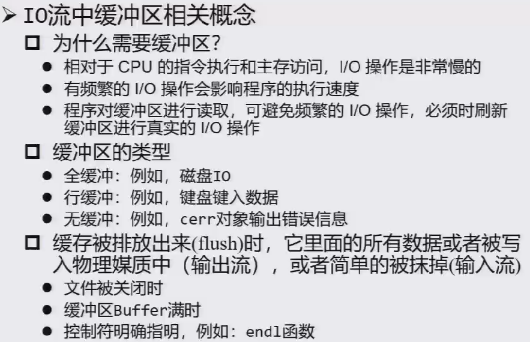 ➢ IO流中缓冲区相关概念
□ 为什么需要缓冲区?
● 相对于 CPU 的指令执行和主存访问，I/O 操作是非常慢的
● 有频繁的 I/O 操作会影响程序的执行速度
● 程序对缓冲区进行读取，可避免频繁的 I/O 操作，必须时刷新
缓冲区进行真实的 I/O 操作
□ 缓冲区的类型
● 全缓冲：例如，磁盘IO
● 行缓冲：例如，键盘键入数据
● 无缓冲：例如，cerr对象输出错误信息
□ 缓存被排放出来(flush)时，它里面的所有数据或者被写
入物理媒质中（输出流），或者简单的被抹掉(输入流)
● 文件被关闭时
● 缓冲区Buffer满时
● 控制符明确指明，例如：endl函数